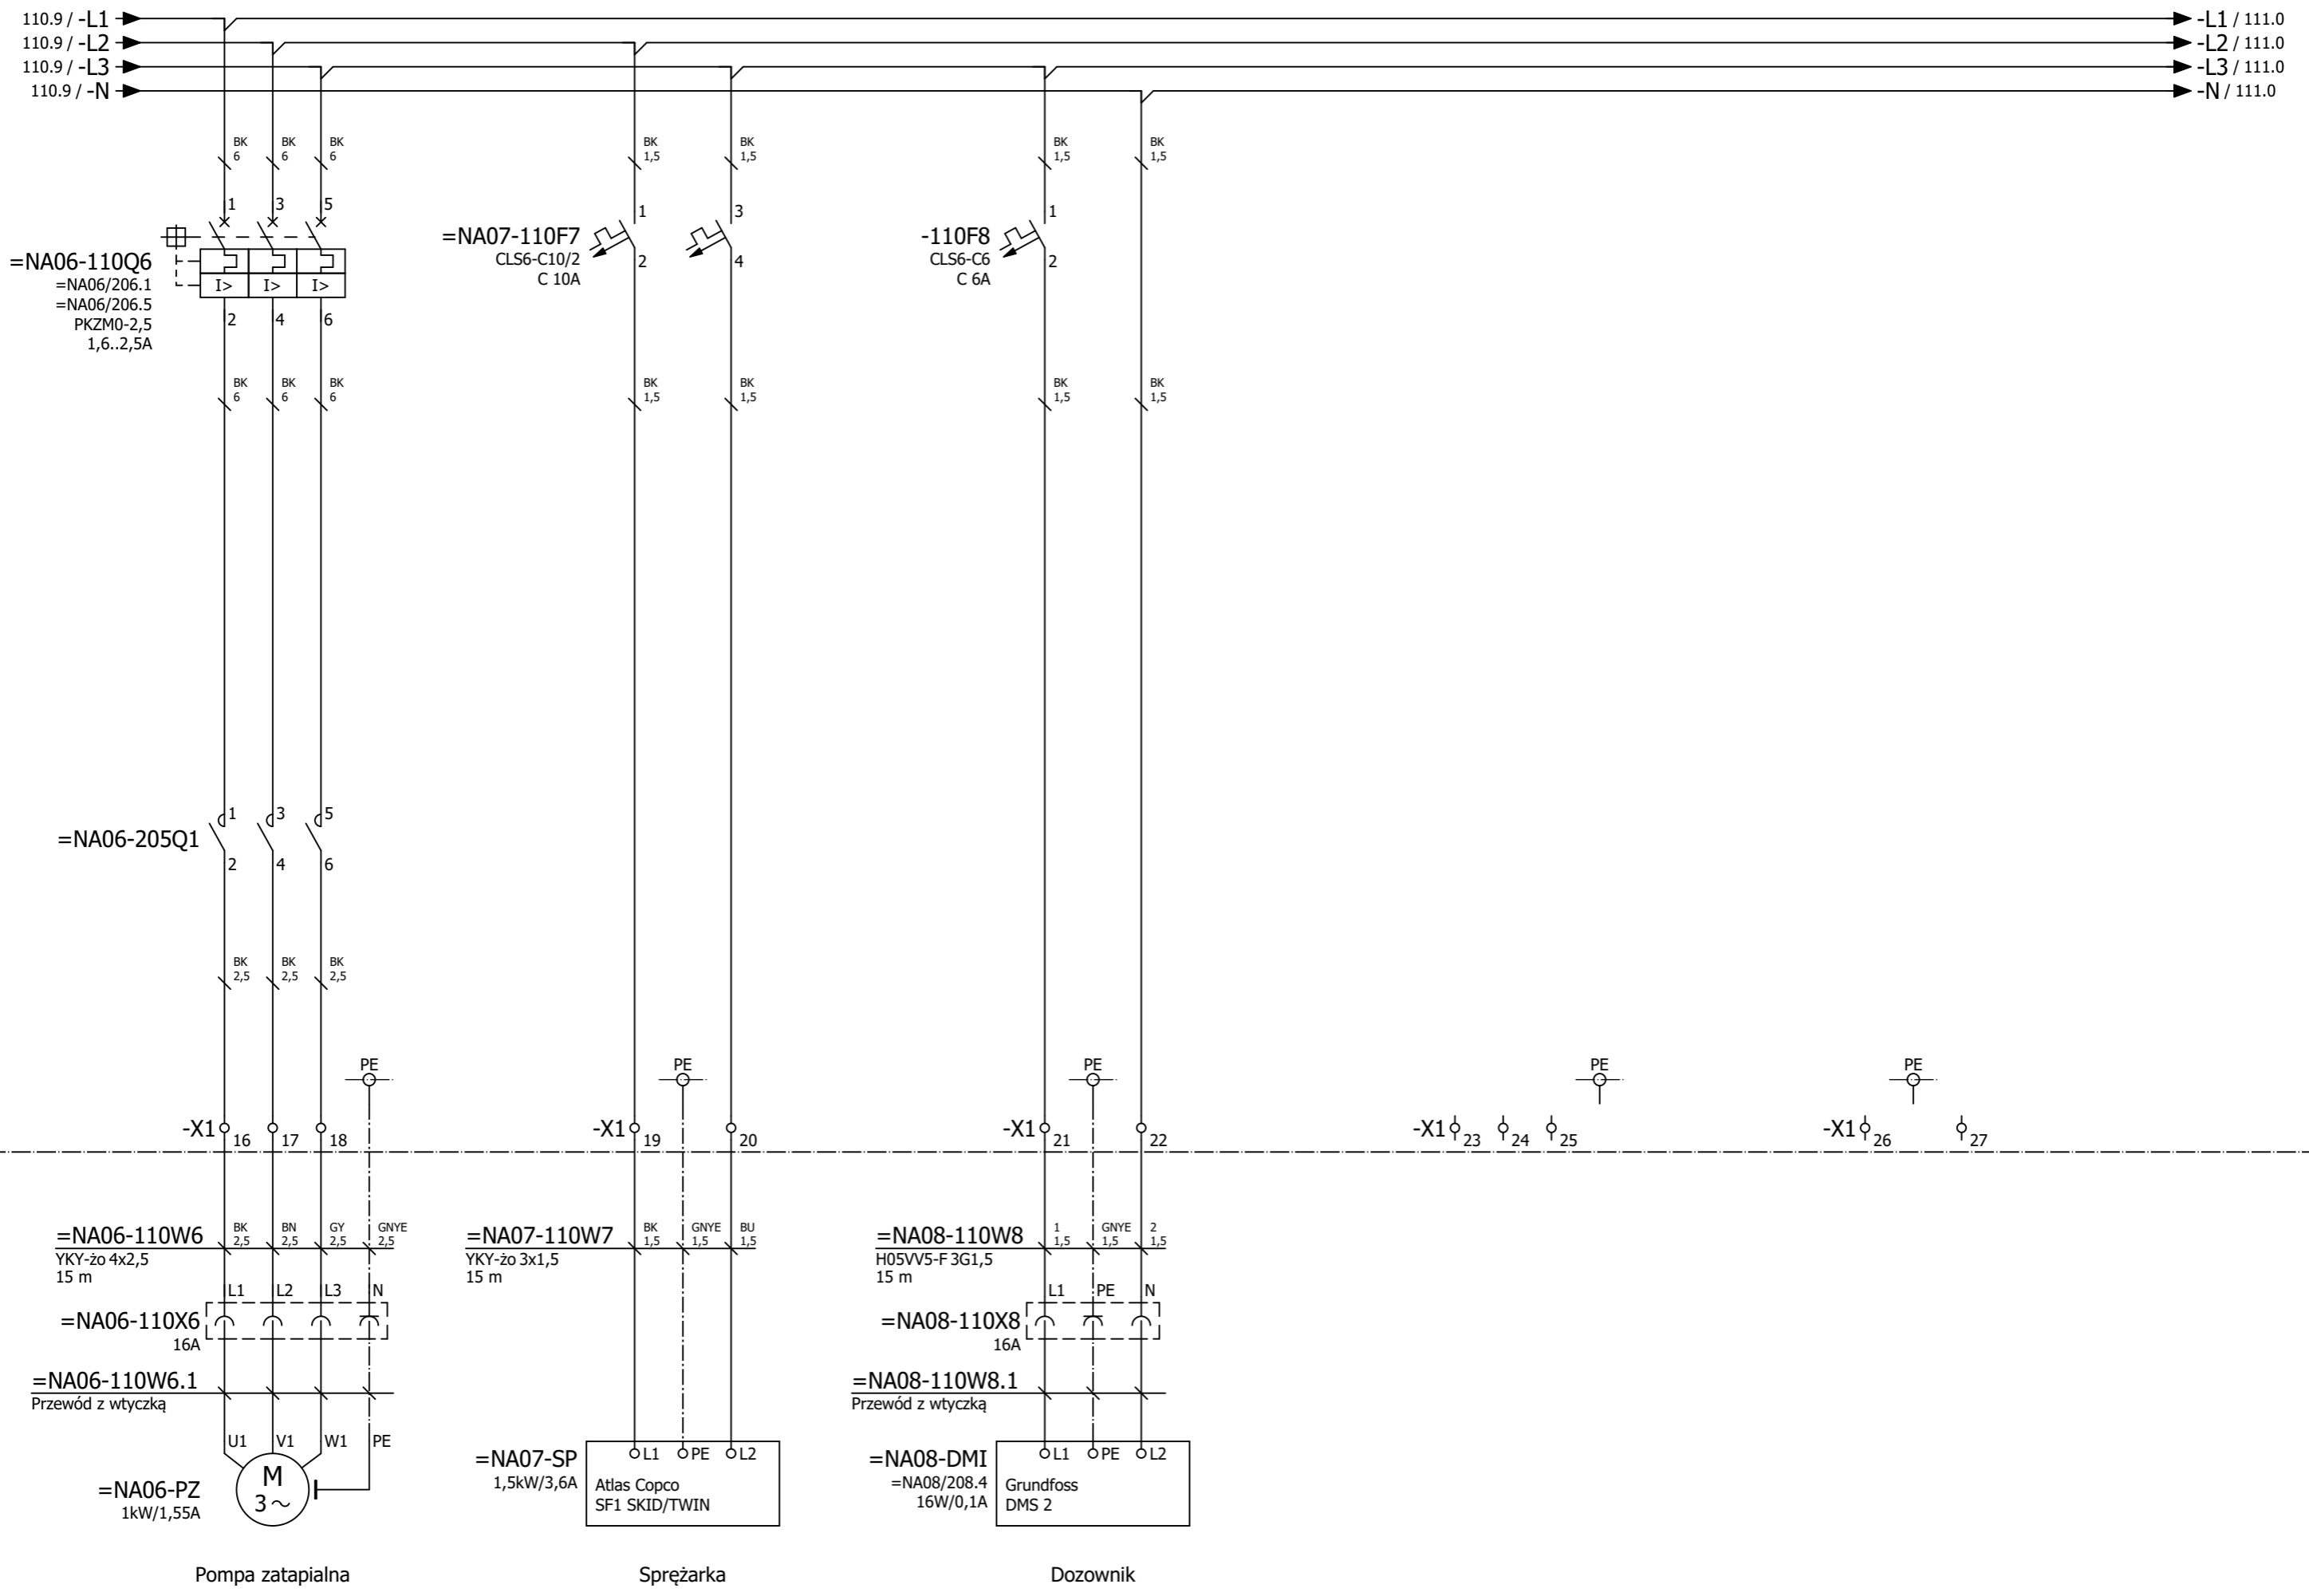 110.9 / -L1
-L1 / 111.0
110.9 / -L2
-L2 / 111.0
110.9 / -L3
-L3 / 111.0
110.9 / -N
-N / 111.0
BK BK BK BK BK BK BK
6 6 6 1,5 1,5 1,5 1,5
1 3 5 1 3 1
=NA06-110Q6
=NA06/206.1
=NA06/206.5
PKZM0-2,5
1,6..2,5A
I> I> I>
2 4 6
=NA07-110F7
CLS6-C10/2
C 10A
2 4
-110F8
CLS6-C6
C 6A
2
BK BK BK BK BK BK BK
6 6 6 1,5 1,5 1,5 1,5
=NA06-205Q1
1 3 5
2 4 6
BK BK BK
2,5 2,5 2,5
PE PE PE PE PE
-X1 16 17 18
-X1 19 20
-X1 21 22
-X1 23 24 25
-X1 26 27
=NA06-110W6
YKY-żo 4x2,5
15 m
BK BN GY GNYE
2,5 2,5 2,5 2,5
L1 L2 L3 N
=NA06-110X6
16A
=NA06-110W6.1
Przewód z wtyczką
U1 V1 W1 PE
=NA06-PZ
1kW/1,55A
M
3~
Pompa zatapialna
=NA07-110W7
YKY-żo 3x1,5
15 m
BK GNYE BU
1,5 1,5 1,5
=NA07-SP
1,5kW/3,6A
L1 PE L2
Atlas Copco
SF1 SKID/TWIN
Sprężarka
=NA08-110W8
H05VV5-F 3G1,5
15 m
1 GNYE 2
1,5 1,5 1,5
L1 PE N
=NA08-110X8
16A
=NA08-110W8.1
Przewód z wtyczką
=NA08-DMI
=NA08/208.4
16W/0,1A
L1 PE L2
Grundfoss
DMS 2
Dozownik